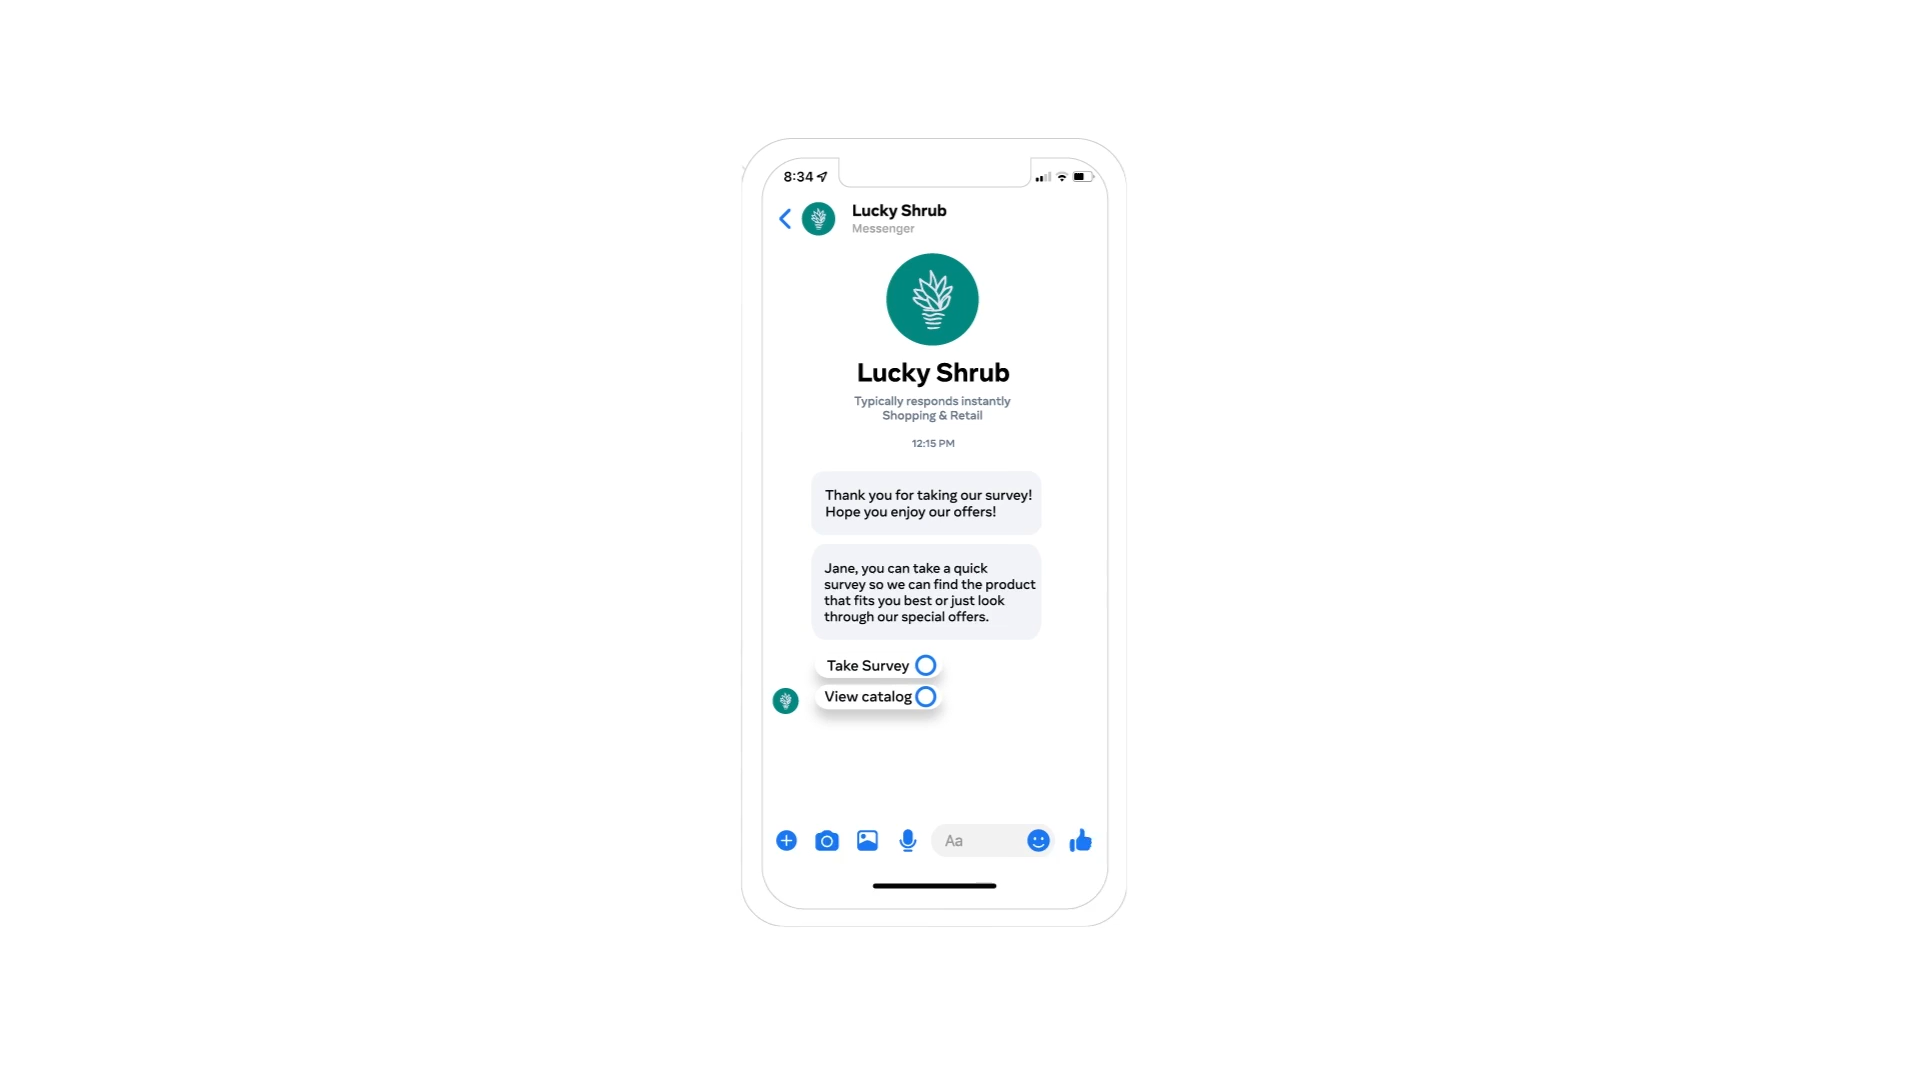 8:34
Lucky Shrub
Messenger
Lucky Shrub
Typically responds instantly
Shopping & Retail
12:15 PM
Thank you for taking our survey!
Hope you enjoy our offers!
Jane, you can take a quick
survey so we can find the product
that fits you best or just look
through our special offers.
Take Survey
View catalog
Aa